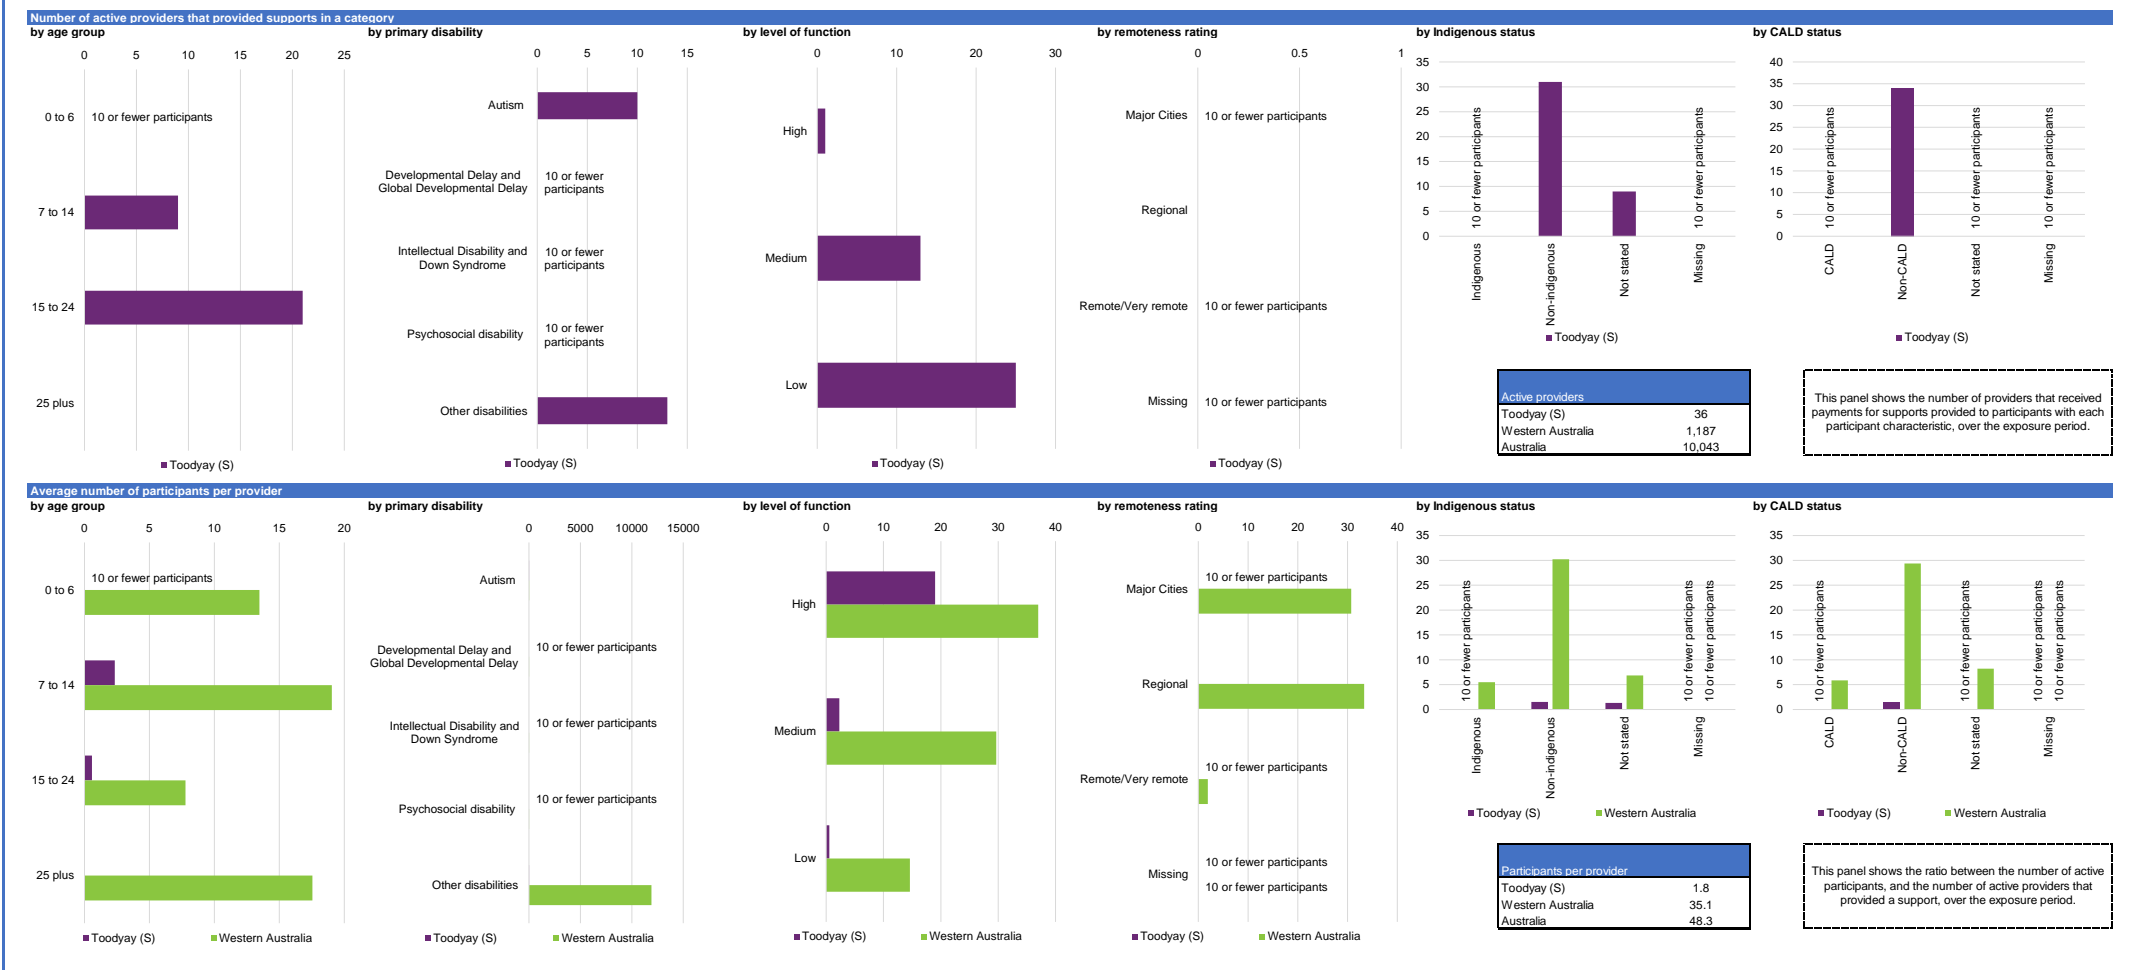 Number of active providers that provided supports in a category
by age group
0 5 10 15 20 25
0 to 6
10 or fewer participants
7 to 14
15 to 24
25 plus
Toodyay (S)
by primary disability
0 5 10 15
Autism
Developmental Delay and
Global Developmental Delay
10 or fewer
participants
Intellectual Disability and
Down Syndrome
10 or fewer
participants
Psychosocial disability
10 or fewer
participants
Other disabilities
Toodyay (S)
by level of function
0 10 20 30
High
Medium
Low
Toodyay (S)
by remoteness rating
0 0.5 1
Major Cities
10 or fewer participants
Regional
Remote/Very remote
10 or fewer participants
Missing
10 or fewer participants
Toodyay (S)
by Indigenous status
35
30
25
20
15
10
5
0
10 or fewer participants
10 or fewer participants
Indigenous
Non-indigenous
Not stated
Missing
Toodyay (S)
by CALD status
40
35
30
25
20
15
10
5
0
10 or fewer participants
10 or fewer participants
10 or fewer participants
CALD
Non-CALD
Not stated
Missing
Toodyay (S)
Active providers
Toodyay (S) 36
Western Australia 1,187
Australia 10,043
This panel shows the number of providers that received
payments for supports provided to participants with each
participant characteristic, over the exposure period.
Average number of participants per provider
by age group
0 5 10 15 20
0 to 6
10 or fewer participants
7 to 14
15 to 24
25 plus
Toodyay (S) Western Australia
by primary disability
0 5000 10000 15000
Autism
Developmental Delay and
Global Developmental Delay
10 or fewer participants
Intellectual Disability and
Down Syndrome
10 or fewer participants
Psychosocial disability
10 or fewer participants
Other disabilities
Toodyay (S) Western Australia
by level of function
0 10 20 30 40
High
Medium
Low
Toodyay (S) Western Australia
by remoteness rating
0 10 20 30 40
Major Cities
10 or fewer participants
Regional
Remote/Very remote
10 or fewer participants
Missing
10 or fewer participants
10 or fewer participants
Toodyay (S) Western Australia
by Indigenous status
35
30
25
20
15
10
5
0
10 or fewer participants
10 or fewer participants
10 or fewer participants
Indigenous
Non-indigenous
Not stated
Missing
Toodyay (S) Western Australia
by CALD status
35
30
25
20
15
10
5
0
10 or fewer participants
10 or fewer participants
10 or fewer participants
10 or fewer participants
CALD
Non-CALD
Not stated
Missing
Toodyay (S) Western Australia
Participants per provider
Toodyay (S) 1.8
Western Australia 35.1
Australia 48.3
This panel shows the ratio between the number of active
participants, and the number of active providers that
provided a support, over the exposure period.